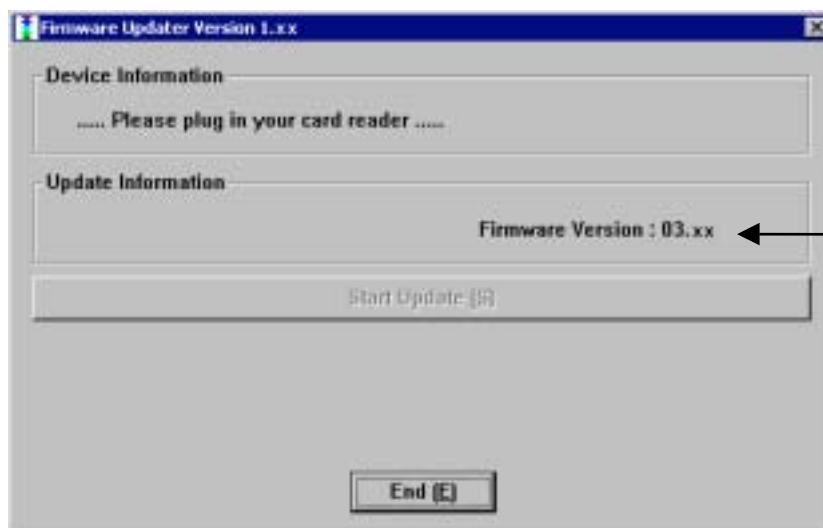 Firmware Updater Version 1.xx
Device Information
..... Please plug in your card reader .....
Update Information
Firmware Version : 03.xx
Start Update (S)
End (E)